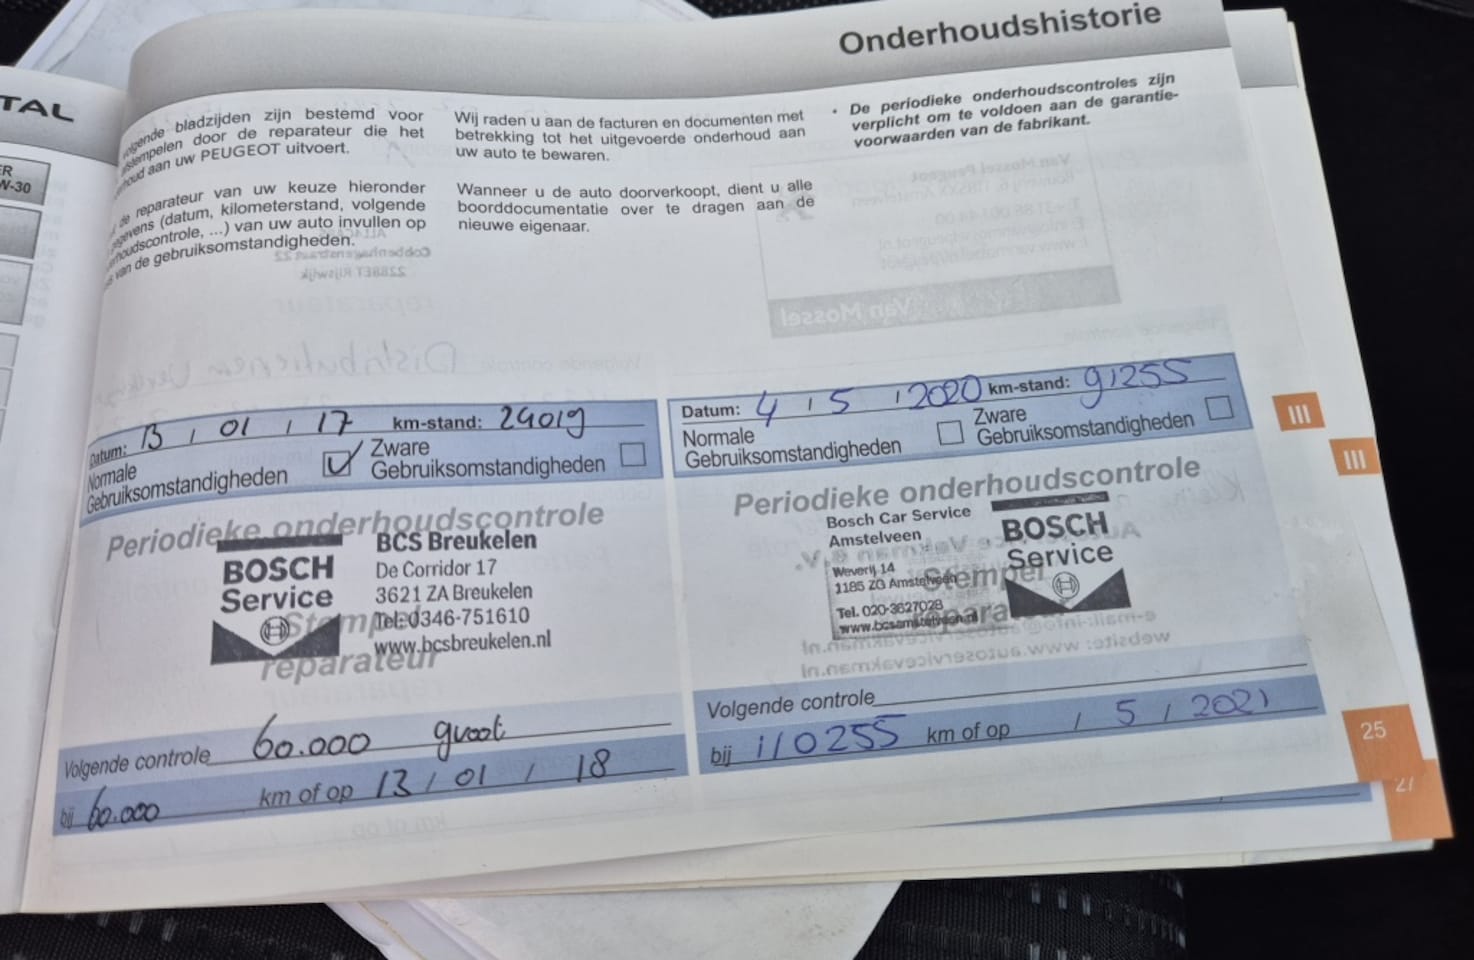 Onderhoudshistorie
TAL
W-30
bladzijden zijn bestemd voor
door de reparateur die het
aan uw PEUGEOT uitvoert.
de reparateur van uw keuze hieronder
(datum, kilometerstand, volgende
...) van uw auto invullen op
van de gebruiksomstandigheden.
Wij raden u aan de facturen en documenten met
betrekking tot het uitgevoerde onderhoud aan
uw auto te bewaren.
Wanneer u de auto doorverkoopt, dient u alle
boorddocumentatie over te dragen aan de
nieuwe eigenaar.
• De periodieke onderhoudscontroles zijn
verplicht om te voldoen aan de garantie-
voorwaarden van de fabrikant.
Datum: 13 / 01 / 17 km-stand: 24019
Normale
Gebruiksomstandigheden
Zware
Gebruiksomstandigheden
Periodieke onderhoudscontrole
BOSCH
Service
BCS Breukelen
De Corridor 17
3621 ZA Breukelen
Tel: 0346-751610
www.bcsbreukelen.nl
Stempel
reparateur
Volgende controle 60.000 groot
bij 60.000 km of op 13 / 01 / 18
Datum: 4 / 5 / 2020 km-stand: 91255
Normale
Gebruiksomstandigheden
Zware
Gebruiksomstandigheden
Periodieke onderhoudscontrole
Bosch Car Service
Amstelveen
Weverij 14
1185 ZG Amstelveen
Tel. 020-3627028
www.bcsamstelveen.nl
BOSCH
Service
Stempel
Volgende controle
bij 110255 km of op / 5 / 2021
III
III
25
27